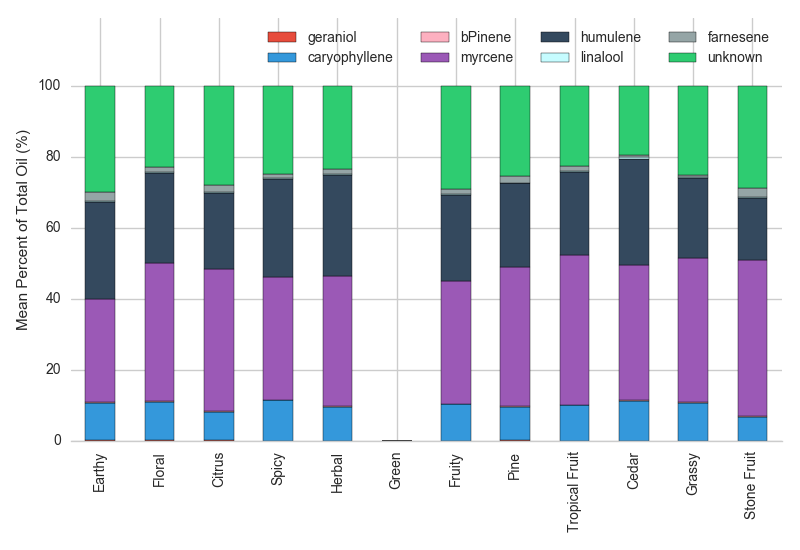 geraniol bPinene humulene farnesene
caryophyllene myrcene linalool unknown
Mean Percent of Total Oil (%)
100
80
60
40
20
0
Earthy Floral Citrus Spicy Herbal Green Fruity Pine Tropical Fruit Cedar Grassy Stone Fruit